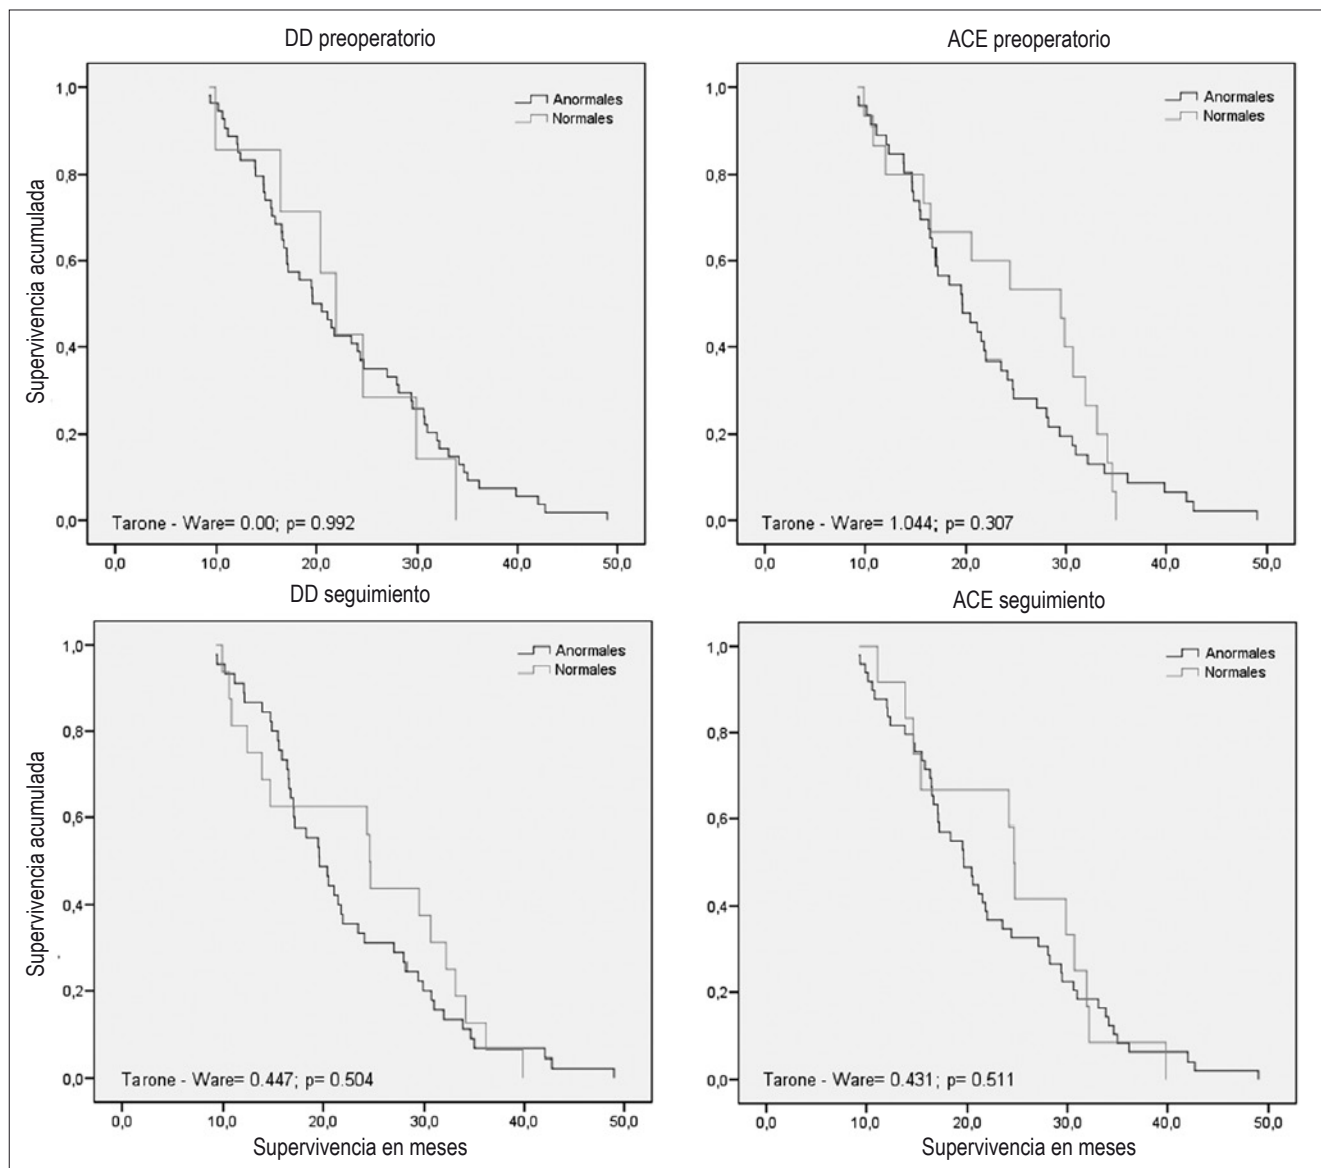 DD preoperatorio
Anormales
Normales
Supervivencia acumulada
1,0
0,8
0,6
0,4
0,2
0,0
Tarone - Ware= 0.00; p= 0.992
0,0 10,0 20,0 30,0 40,0 50,0
ACE preoperatorio
Anormales
Normales
1,0
0,8
0,6
0,4
0,2
0,0
Tarone - Ware= 1.044; p= 0.307
0,0 10,0 20,0 30,0 40,0 50,0
DD seguimiento
Anormales
Normales
Supervivencia acumulada
1,0
0,8
0,6
0,4
0,2
0,0
Tarone - Ware= 0.447; p= 0.504
0,0 10,0 20,0 30,0 40,0 50,0
Supervivencia en meses
ACE seguimiento
Anormales
Normales
1,0
0,8
0,6
0,4
0,2
0,0
Tarone - Ware= 0.431; p= 0.511
0,0 10,0 20,0 30,0 40,0 50,0
Supervivencia en meses